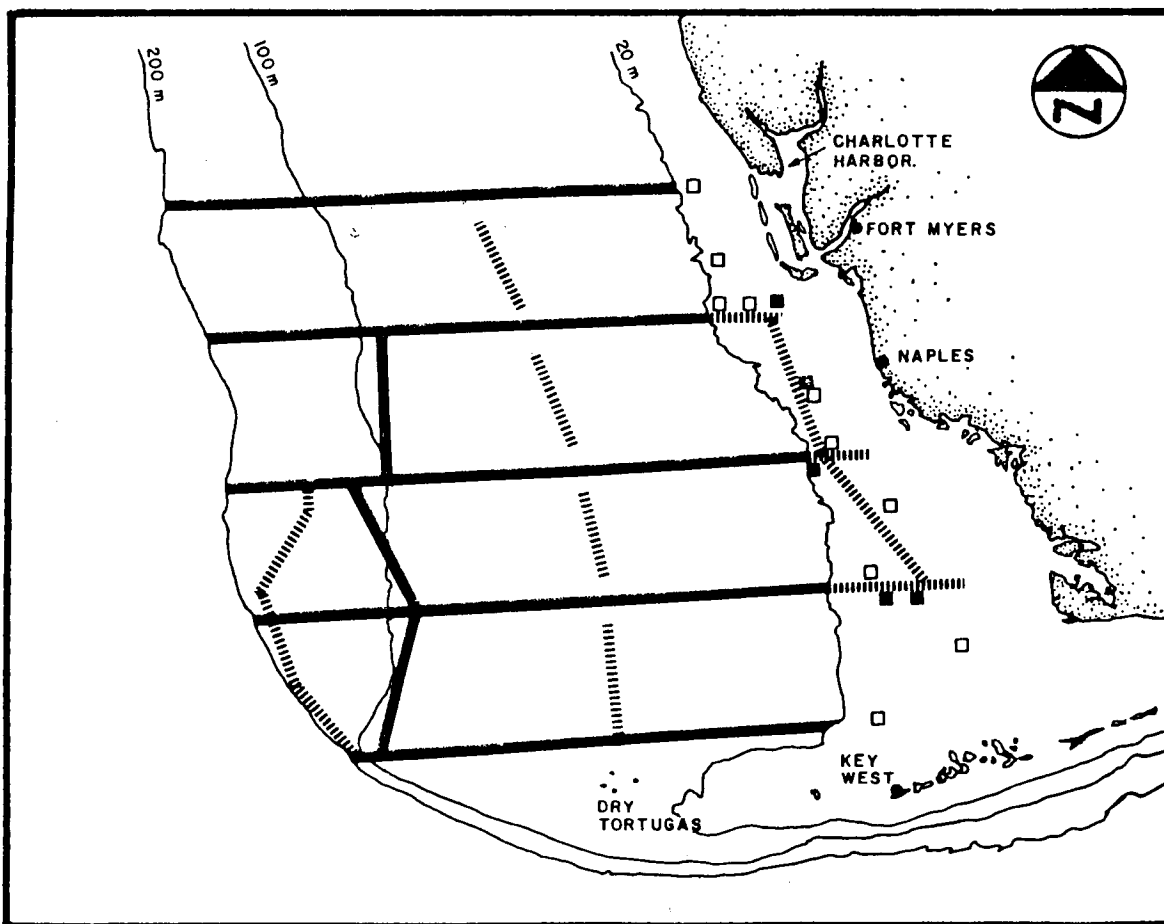 200 m
100 m
20 m
N
CHARLOTTE
HARBOR.
FORT MYERS
NAPLES
KEY
WEST
DRY
TORTUGAS